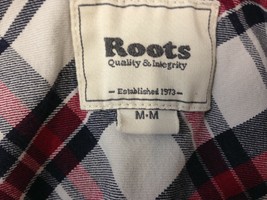 Roots
Quality & Integrity
— Established 1973 —
M•M